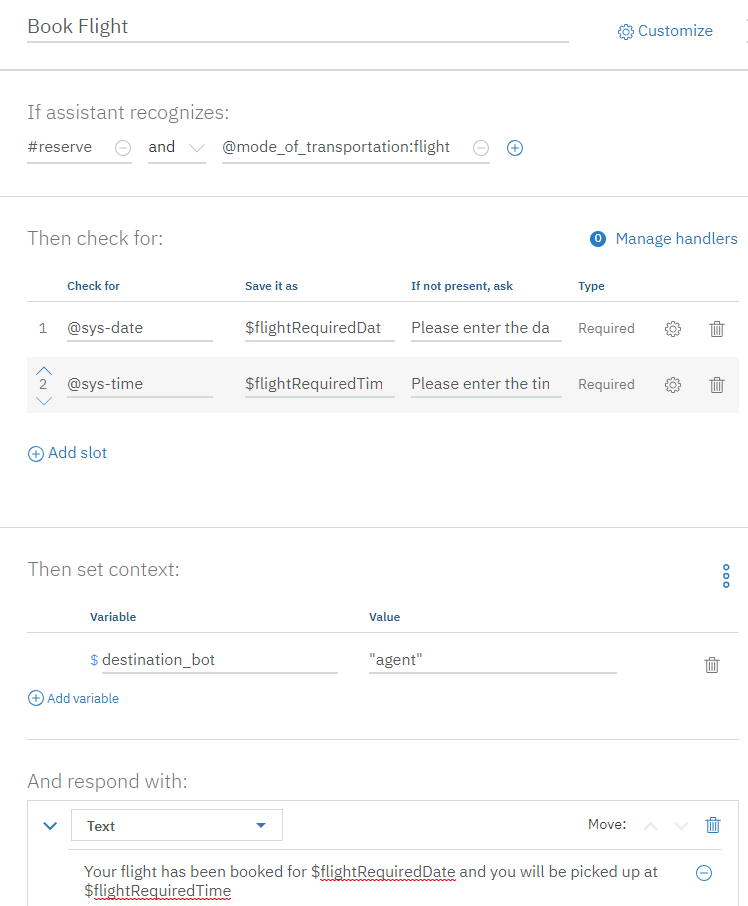 Book Flight
Customize
If assistant recognizes:
#reserve and @mode_of_transportation:flight
Then check for:
0 Manage handlers
Check for Save it as If not present, ask Type
1 @sys-date $flightRequiredDat Please enter the da Required
2 @sys-time $flightRequiredTim Please enter the tin Required
Add slot
Then set context:
Variable Value
$ destination_bot "agent"
Add variable
And respond with:
Text Move:
Your flight has been booked for $flightRequiredDate and you will be picked up at
$flightRequiredTime